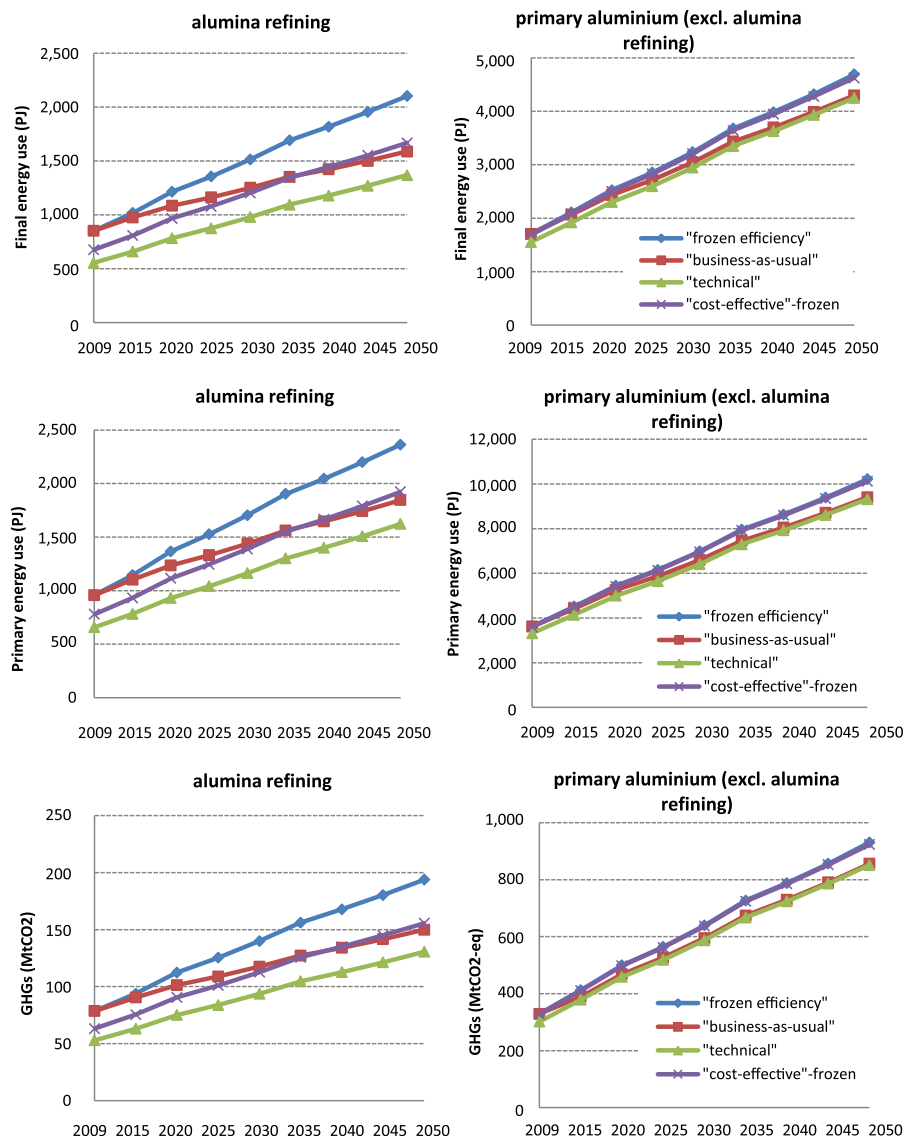 alumina refining
Final energy use (PJ)
2,500
2,000
1,500
1,000
500
0
2009 2015 2020 2025 2030 2035 2040 2045 2050
primary aluminium (excl. alumina
refining)
Final energy use (PJ)
5,000
4,000
3,000
2,000
1,000
0
"frozen efficiency"
"business-as-usual"
"technical"
"cost-effective"-frozen
2009 2015 2020 2025 2030 2035 2040 2045 2050
alumina refining
Primary energy use (PJ)
2,500
2,000
1,500
1,000
500
0
2009 2015 2020 2025 2030 2035 2040 2045 2050
primary aluminium (excl. alumina
refining)
Primary energy use (PJ)
12,000
10,000
8,000
6,000
4,000
2,000
0
"frozen efficiency"
"business-as-usual"
"technical"
"cost-effective"-frozen
2009 2015 2020 2025 2030 2035 2040 2045 2050
alumina refining
GHGs (MtCO2)
250
200
150
100
50
0
2009 2015 2020 2025 2030 2035 2040 2045 2050
primary aluminium (excl. alumina
refining)
GHGs (MtCO2-eq)
1,000
800
600
400
200
0
"frozen efficiency"
"business-as-usual"
"technical"
"cost-effective"-frozen
2009 2015 2020 2025 2030 2035 2040 2045 2050